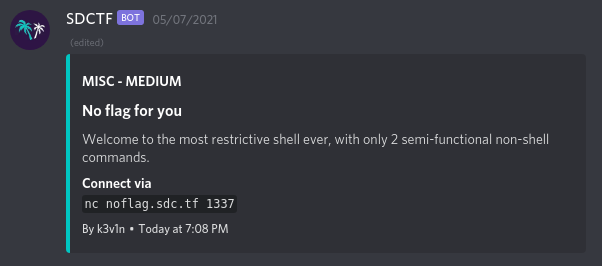 SDCTF BOT 05/07/2021
(edited)
MISC - MEDIUM
No flag for you
Welcome to the most restrictive shell ever, with only 2 semi-functional non-shell
commands.
Connect via
nc noflag.sdc.tf 1337
By k3v1n • Today at 7:08 PM